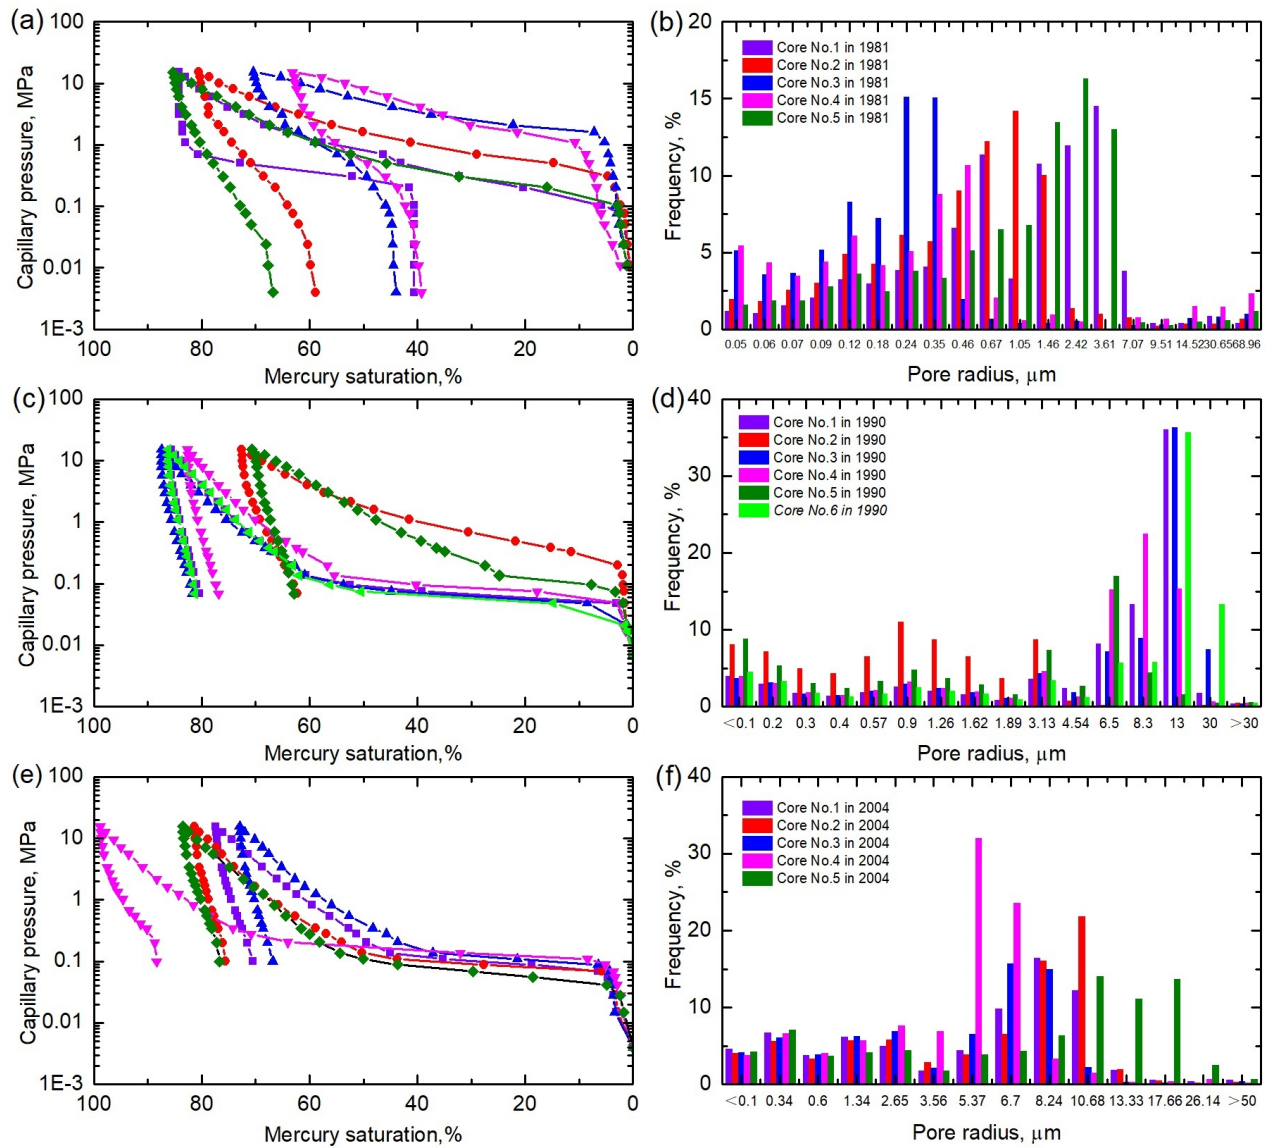 (a)
Capillary pressure, MPa
100
10
1
0.1
0.01
1E-3
100 80 60 40 20 0
Mercury saturation,%
(b)
Frequency, %
20
15
10
5
0
Core No.1 in 1981
Core No.2 in 1981
Core No.3 in 1981
Core No.4 in 1981
Core No.5 in 1981
0.05 0.06 0.07 0.09 0.12 0.18 0.24 0.35 0.46 0.67 1.05 1.46 2.42 3.61 7.07 9.51 14.5230.6568.96
Pore radius, μm
(c)
Capillary pressure, MPa
100
10
1
0.1
0.01
1E-3
100 80 60 40 20 0
Mercury saturation,%
(d)
Frequency, %
40
30
20
10
0
Core No.1 in 1990
Core No.2 in 1990
Core No.3 in 1990
Core No.4 in 1990
Core No.5 in 1990
Core No.6 in 1990
<0.1 0.2 0.3 0.4 0.57 0.9 1.26 1.62 1.89 3.13 4.54 6.5 8.3 13 30 >30
Pore radius, μm
(e)
Capillary pressure, MPa
100
10
1
0.1
0.01
1E-3
100 80 60 40 20 0
Mercury saturation,%
(f)
Frequency, %
40
30
20
10
0
Core No.1 in 2004
Core No.2 in 2004
Core No.3 in 2004
Core No.4 in 2004
Core No.5 in 2004
<0.1 0.34 0.6 1.34 2.65 3.56 5.37 6.7 8.24 10.68 13.33 17.66 26.14 >50
Pore radius, μm